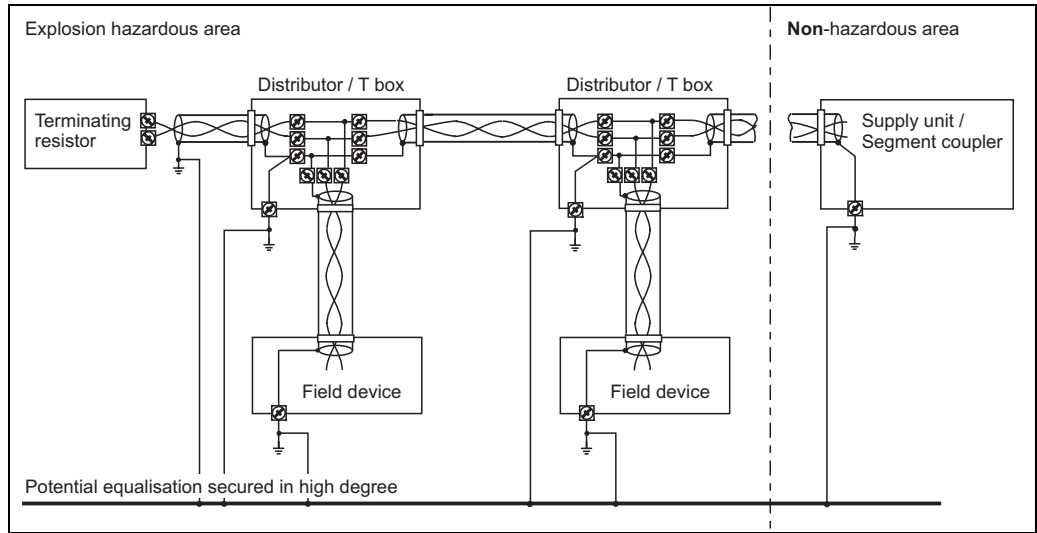 Explosion hazardous area
Non-hazardous area
Distributor / T box
Distributor / T box
Terminating
resistor
Supply unit /
Segment coupler
Field device
Field device
Potential equalisation secured in high degree